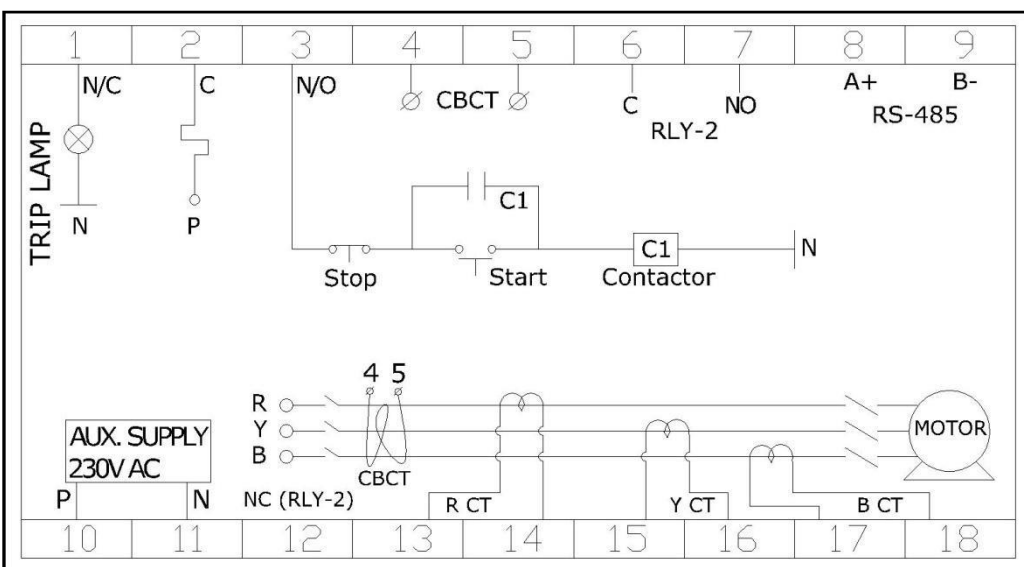 1 2 3 4 5 6 7 8 9
N/C C N/O CBCT C NO A+ B-
RLY-2 RS-485
TRIP LAMP
N P
C1
C1 N
Stop Start Contactor
4 5
R
Y
B
CBCT
MOTOR
AUX. SUPPLY
230V AC
P N NC (RLY-2) R CT Y CT B CT
10 11 12 13 14 15 16 17 18